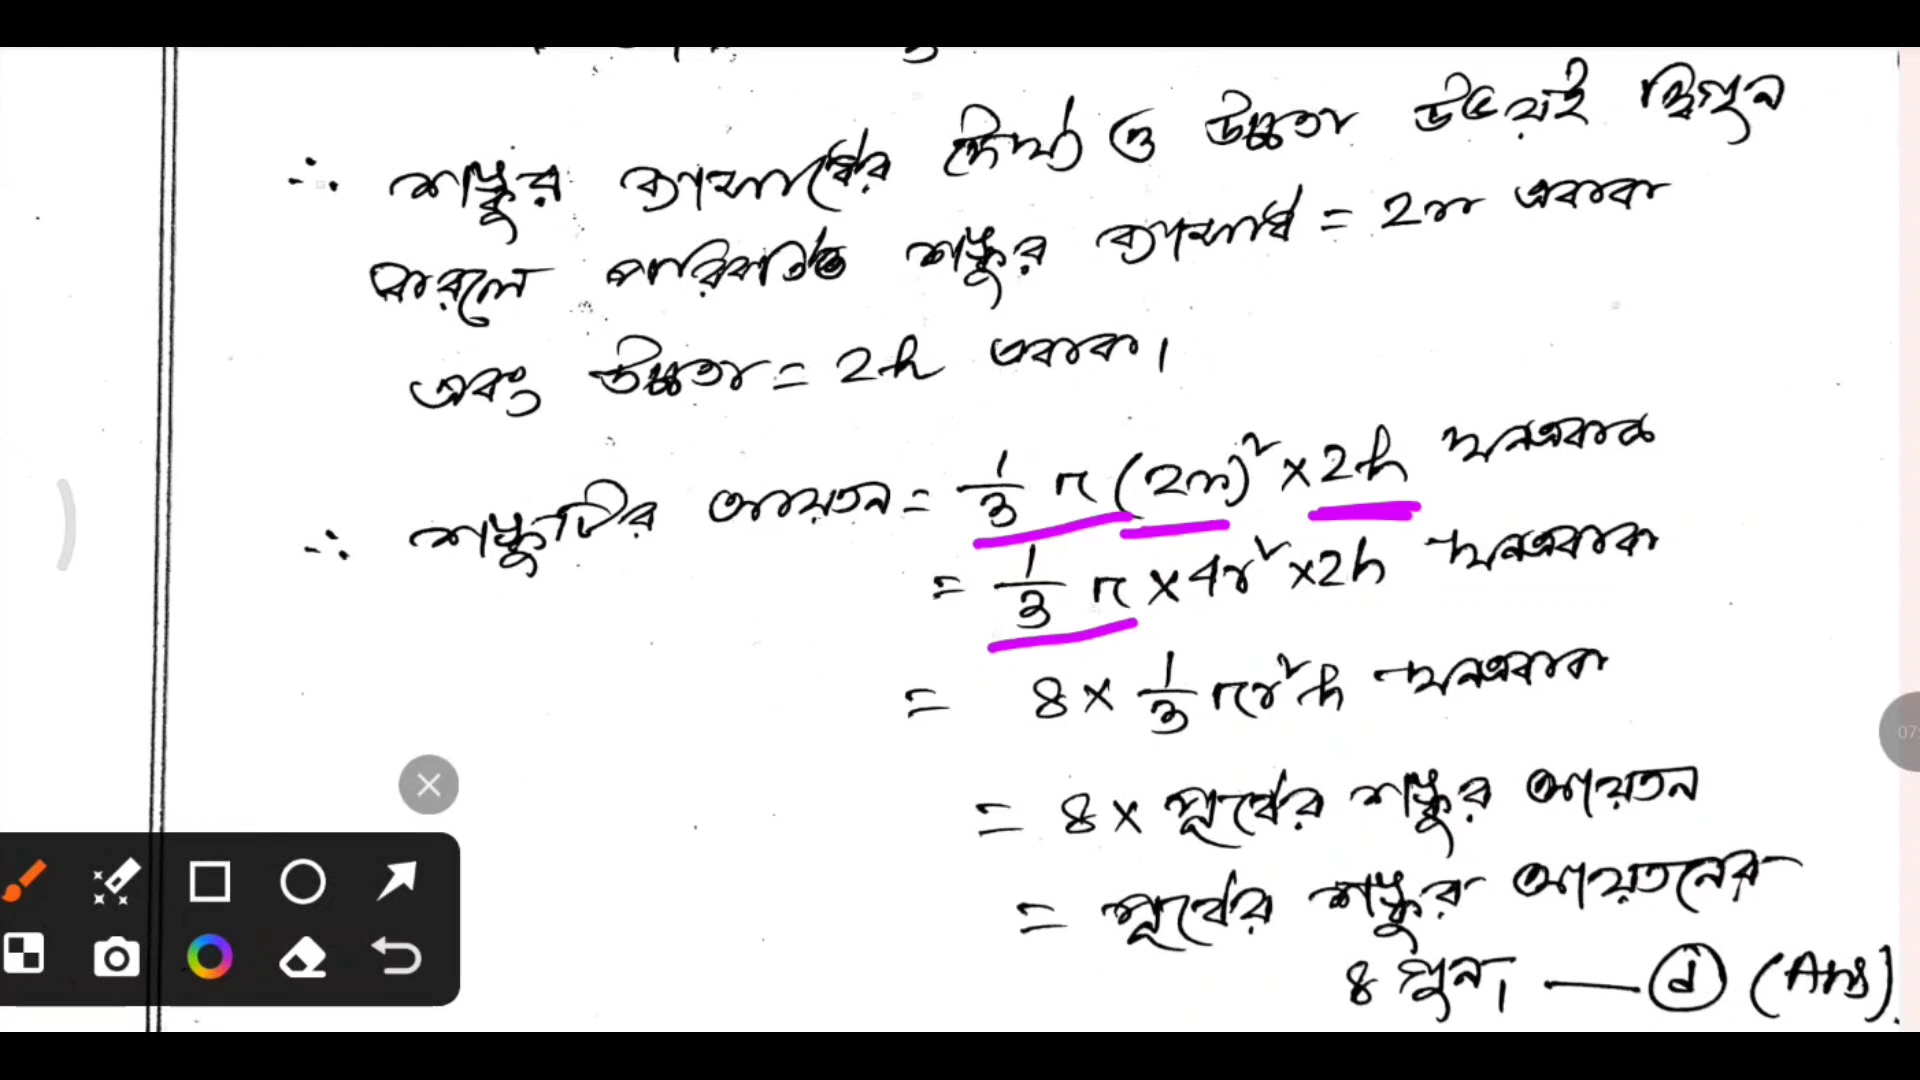 ∴ শঙ্কুর ব্যাসার্ধের দৈর্ঘ্য ও উচ্চতা উভয়ই দ্বিগুন
করলে পরিবর্তিত শঙ্কুর ব্যাসার্ধ = 2r একক
এবং উচ্চতা = 2h একক।
∴ শঙ্কুটির আয়তন = 1/3 π (2r)² × 2h ঘনএকক
= 1/3 π × 4r² × 2h ঘনএকক
= 8 × 1/3 πr²h ঘনএকক
= 8 × পূর্বের শঙ্কুর আয়তন
= পূর্বের শঙ্কুর আয়তনের
8 গুন। — d (Ans)